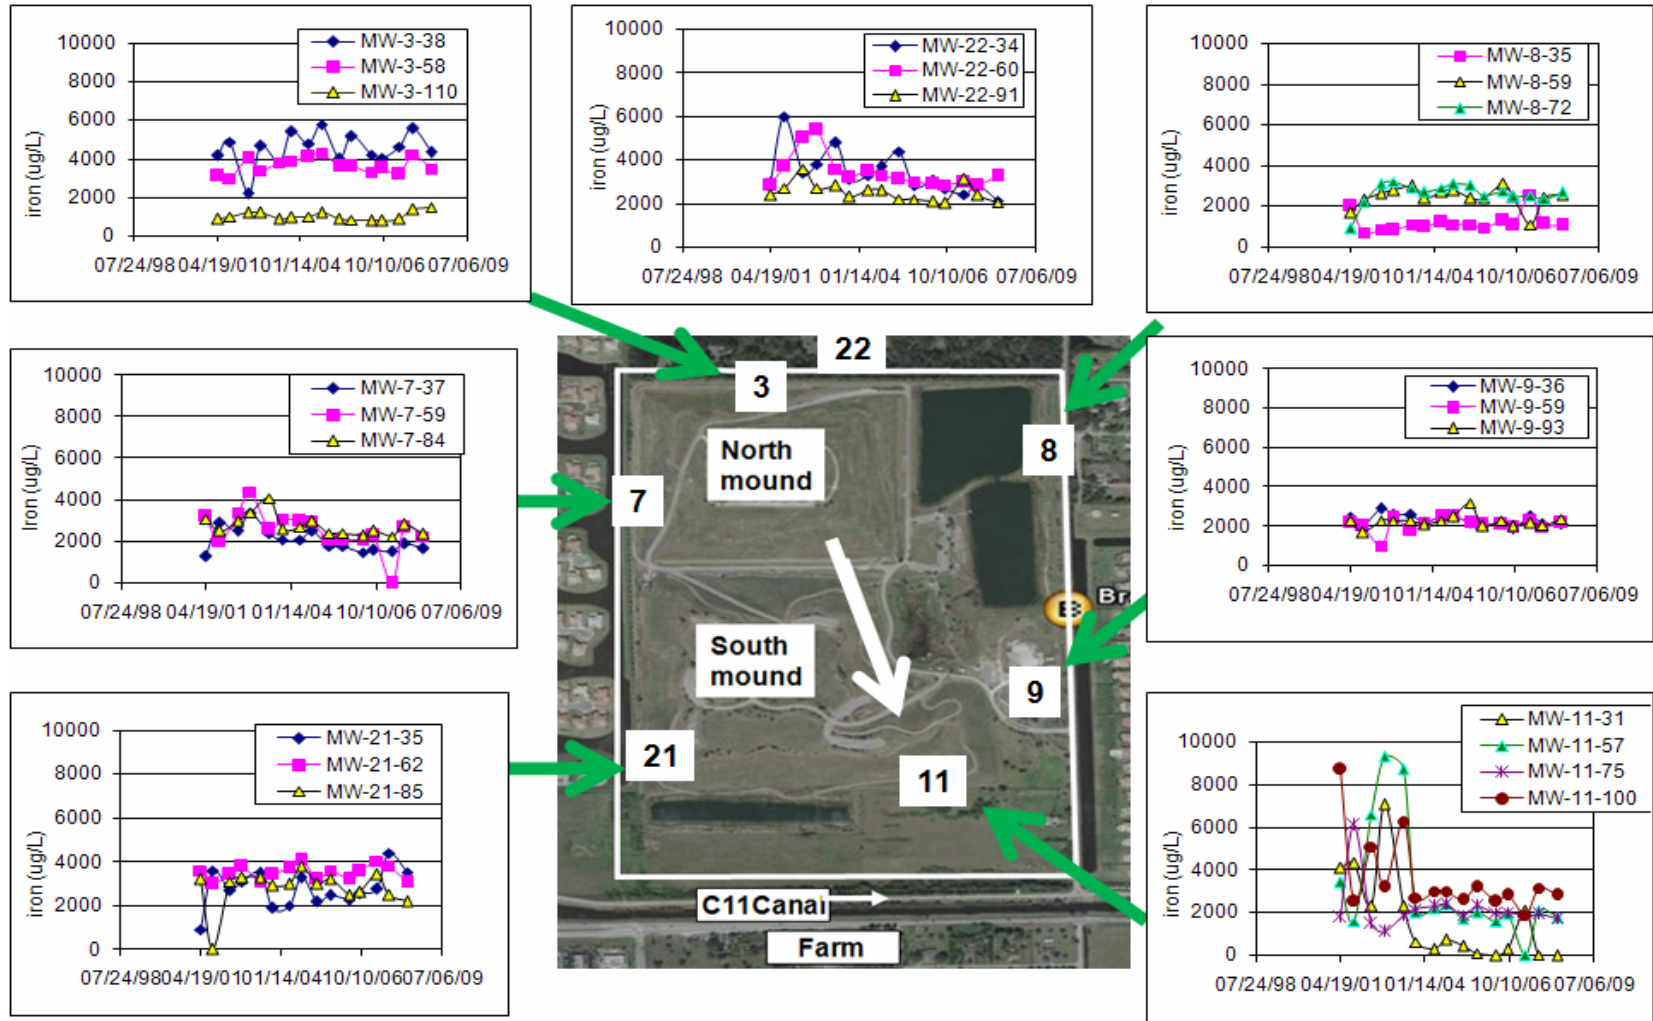 10000
8000
6000
4000
2000
0
iron (ug/L)
MW-3-38
MW-3-58
MW-3-110
07/24/98 04/19/01 01/14/04 10/10/06 07/06/09
10000
8000
6000
4000
2000
0
iron (ug/L)
MW-22-34
MW-22-60
MW-22-91
07/24/98 04/19/01 01/14/04 10/10/06 07/06/09
10000
8000
6000
4000
2000
0
iron (ug/L)
MW-8-35
MW-8-59
MW-8-72
07/24/98 04/19/01 01/14/04 10/10/06 07/06/09
10000
8000
6000
4000
2000
0
Iron (ug/L)
MW-7-37
MW-7-59
MW-7-84
07/24/98 04/19/01 01/14/04 10/10/06 07/06/09
22
3
North
mound
8
7
South
mound
B Br
9
21
11
C11Canal
Farm
10000
8000
6000
4000
2000
0
iron (ug/L)
MW-9-36
MW-9-59
MW-9-93
07/24/98 04/19/01 01/14/04 10/10/06 07/06/09
10000
8000
6000
4000
2000
0
iron (ug/L)
MW-21-35
MW-21-62
MW-21-85
07/24/98 04/19/01 01/14/04 10/10/06 07/06/09
10000
8000
6000
4000
2000
0
iron (ug/L)
MW-11-31
MW-11-57
MW-11-75
MW-11-100
07/24/98 04/19/01 01/14/04 10/10/06 07/06/09